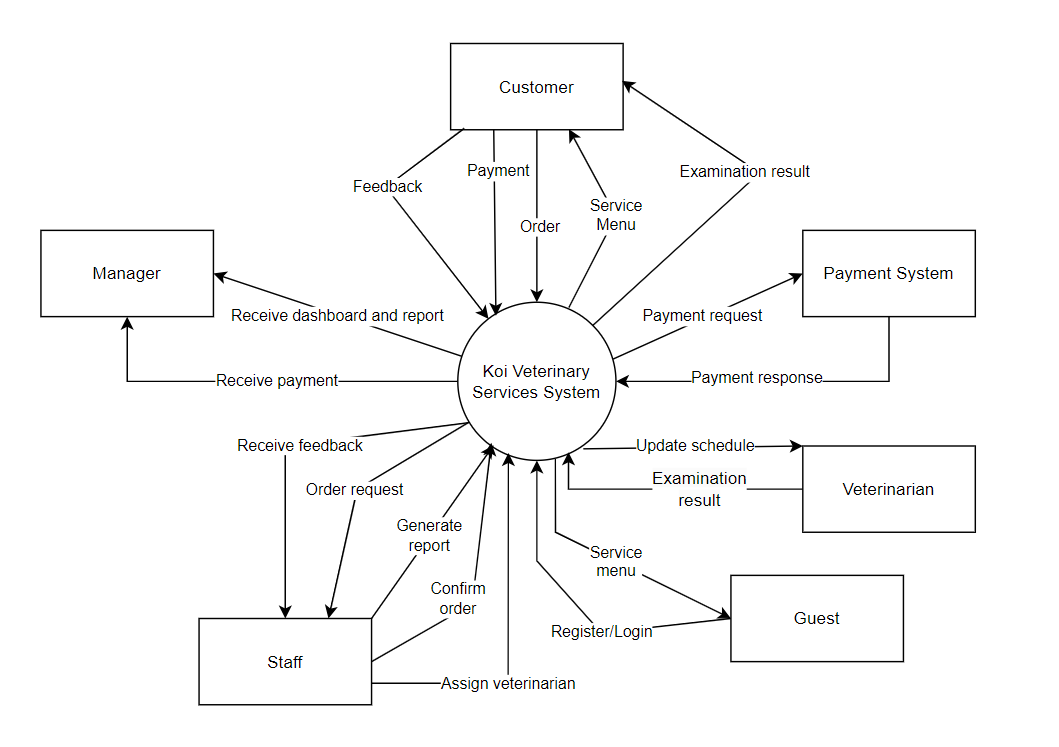 Customer
Payment
Examination result
Feedback
Service
Menu
Order
Manager
Payment System
Receive dashboard and report
Payment request
Koi Veterinary
Services System
Receive payment
Payment response
Receive feedback
Update schedule
Examination
result
Veterinarian
Order request
Generate
report
Service
menu
Confirm
order
Guest
Register/Login
Staff
Assign veterinarian